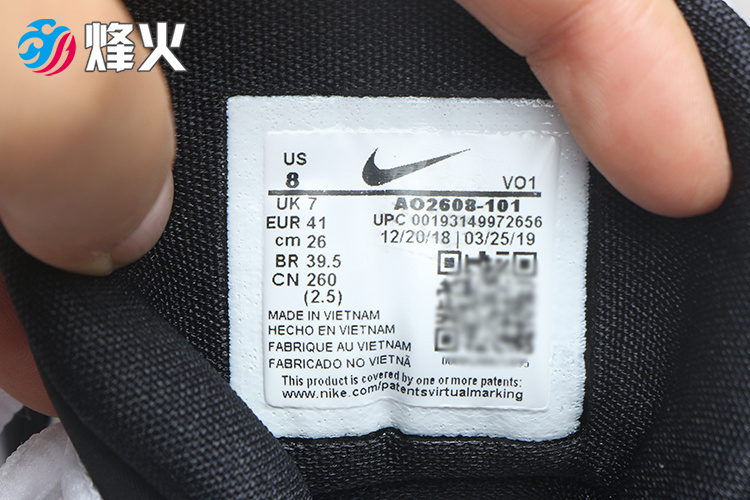 烽火
US
8 VO1
UK 7 AO2608-101
EUR 41 UPC 00193149972656
cm 26 12/20/18 | 03/25/19
BR 39.5
CN 260
(2.5)
MADE IN VIETNAM
HECHO EN VIETNAM
FABRIQUE AU VIETNAM
FABRICADO NO VIETNÃ
This product is covered by one or more patents:
www.nike.com/patentsvirtualmarking